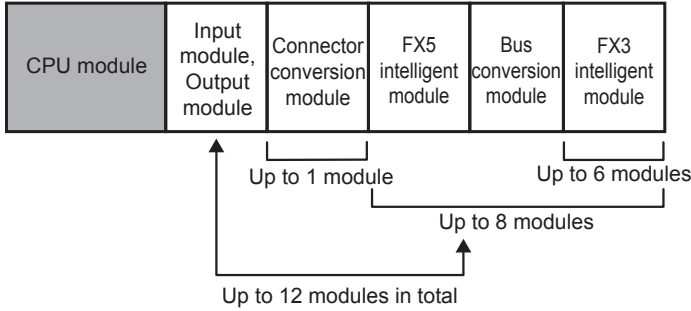 CPU module
Input
module,
Output
module
Connector
conversion
module
FX5
intelligent
module
Bus
conversion
module
FX3
intelligent
module
Up to 1 module
Up to 6 modules
Up to 8 modules
Up to 12 modules in total